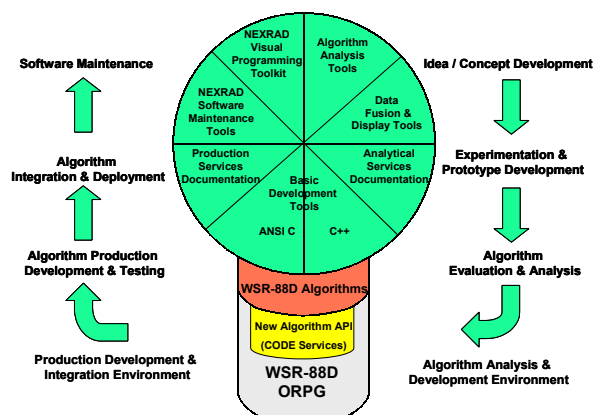 Software Maintenance
Algorithm
Integration & Deployment
Algorithm Production
Development & Testing
Production Development &
Integration Environment
NEXRAD
Visual
Programming
Toolkit
Algorithm
Analysis
Tools
NEXRAD
Software
Maintenance
Tools
Data
Fusion &
Display Tools
Production
Services
Documentation
Analytical
Services
Documentation
Basic
Development
Tools
ANSI C
C++
WSR-88D Algorithms
New Algorithm API
(CODE Services)
WSR-88D
ORPG
Idea / Concept Development
Experimentation &
Prototype Development
Algorithm
Evaluation & Analysis
Algorithm Analysis &
Development Environment